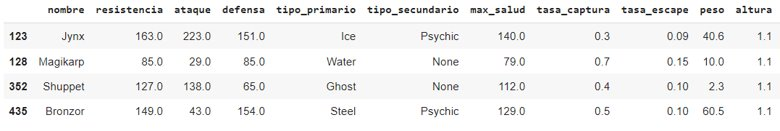 nombre resistencia ataque defensa tipo_primario tipo_secundario max_salud tasa_captura tasa_escape peso altura
123 Jynx 163.0 223.0 151.0 Ice Psychic 140.0 0.3 0.09 40.6 1.1
128 Magikarp 85.0 29.0 85.0 Water None 79.0 0.7 0.15 10.0 1.1
352 Shuppet 127.0 138.0 65.0 Ghost None 112.0 0.4 0.10 2.3 1.1
435 Bronzor 149.0 43.0 154.0 Steel Psychic 129.0 0.5 0.10 60.5 1.1